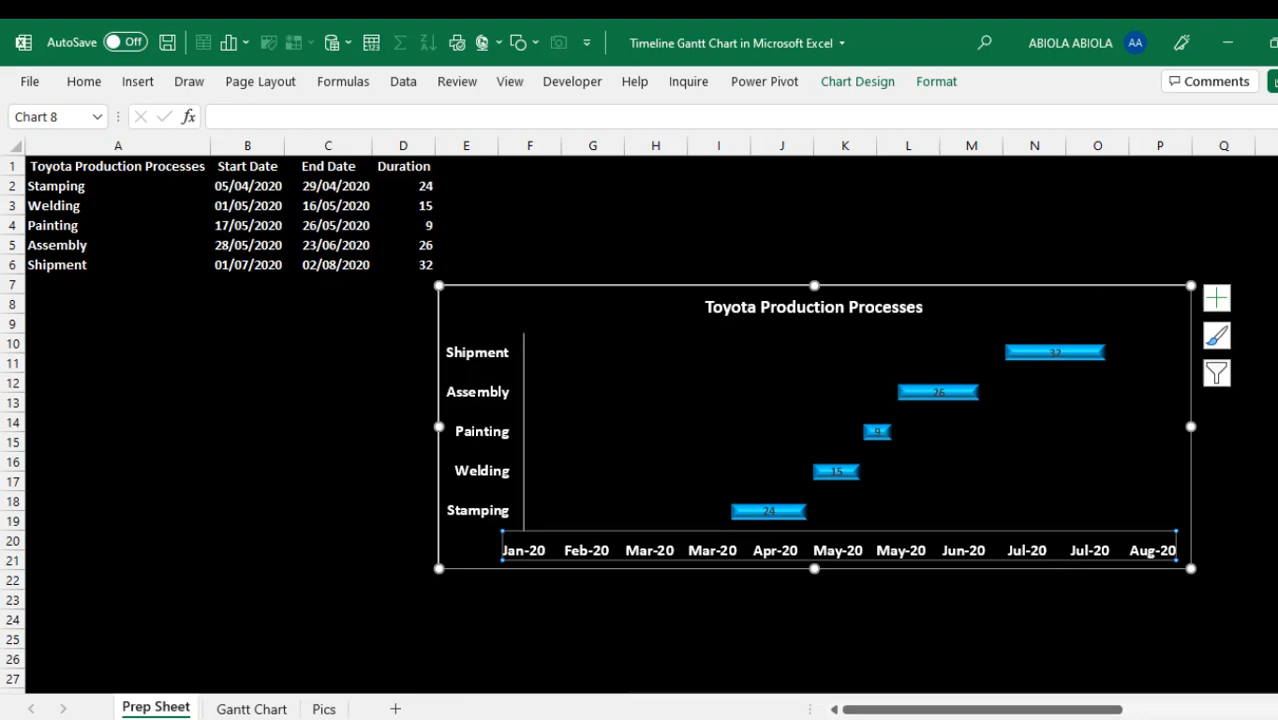 AutoSave Off Timeline Gantt Chart in Microsoft Excel ABIOLA ABIOLA AA
File Home Insert Draw Page Layout Formulas Data Review View Developer Help Inquire Power Pivot Chart Design Format Comments
Chart 8 fx
A B C D E F G H I J K L M N O P Q
1 Toyota Production Processes Start Date End Date Duration
2 Stamping 05/04/2020 29/04/2020 24
3 Welding 01/05/2020 16/05/2020 15
4 Painting 17/05/2020 26/05/2020 9
5 Assembly 28/05/2020 23/06/2020 26
6 Shipment 01/07/2020 02/08/2020 32
7
8 Toyota Production Processes
9
10
Shipment 32
11
12
Assembly 26
13
14
Painting 9
15
16
Welding 15
17
18
Stamping 24
19
20
Jan-20 Feb-20 Mar-20 Mar-20 Apr-20 May-20 May-20 Jun-20 Jul-20 Jul-20 Aug-20
21
22
23
24
25
26
27
Prep Sheet Gantt Chart Pics